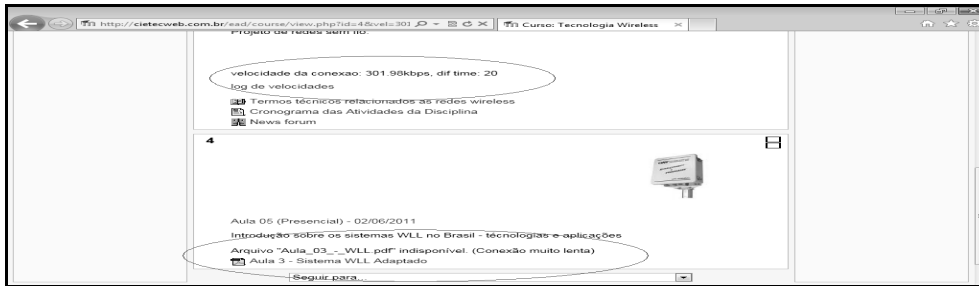 http://cietecweb.com.br/ead/course/view.php?id=4&vel=301
Curso: Tecnologia Wireless
Projeto de redes sem fio.
velocidade da conexao: 301.98kbps, dif time: 20
log de velocidades
Termos técnicos relacionados as redes wireless
Cronograma das Atividades da Disciplina
News forum
4
Aula 05 (Presencial) - 02/06/2011
Introdução sobre os sistemas WLL no Brasil - técnologias e aplicações
Arquivo "Aula_03_-_WLL.pdf" indisponível. (Conexão muito lenta)
Aula 3 - Sistema WLL Adaptado
Seguir para...